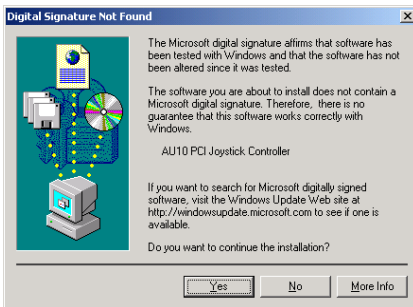 Digital Signature Not Found
The Microsoft digital signature affirms that software has
been tested with Windows and that the software has not
been altered since it was tested.
The software you are about to install does not contain a
Microsoft digital signature. Therefore, there is no
guarantee that this software works correctly with
Windows.
AU10 PCI Joystick Controller
If you want to search for Microsoft digitally signed
software, visit the Windows Update Web site at
http://windowsupdate.microsoft.com to see if one is
available.
Do you want to continue the installation?
Yes No More Info